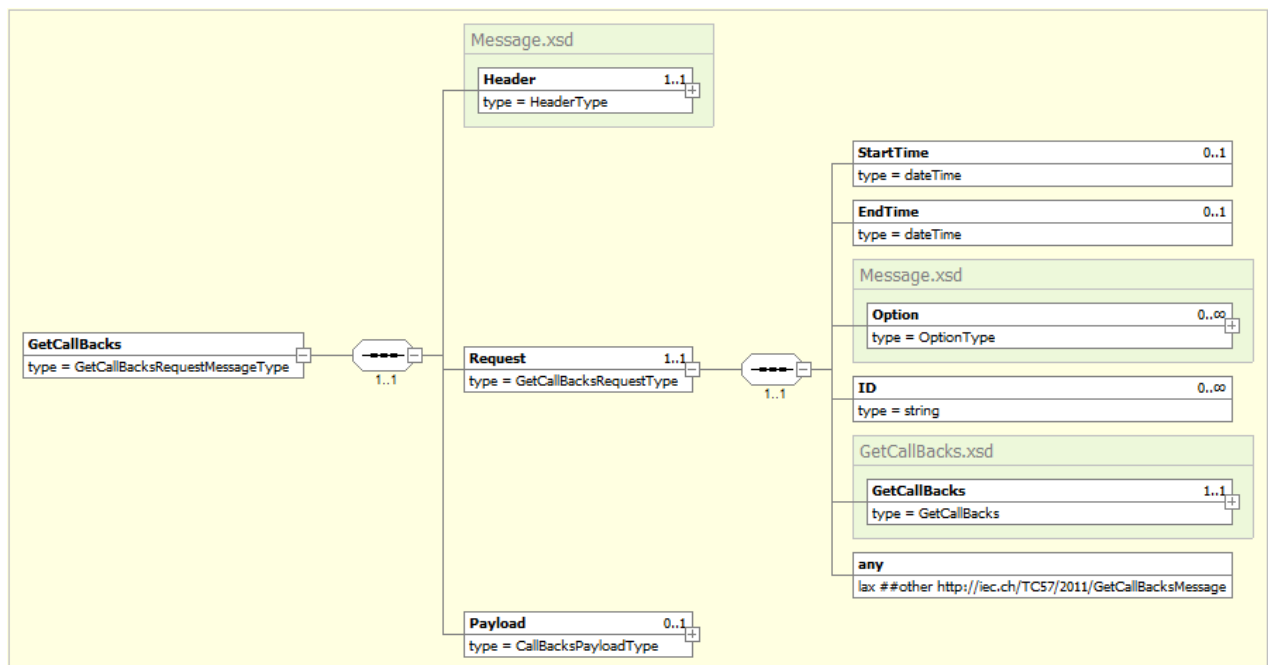 Message.xsd
Header 1..1
type = HeaderType
StartTime 0..1
type = dateTime
EndTime 0..1
type = dateTime
Message.xsd
Option 0..∞
type = OptionType
GetCallBacks
type = GetCallBacksRequestMessageType
1..1
Request 1..1
type = GetCallBacksRequestType
1..1
ID 0..∞
type = string
GetCallBacks.xsd
GetCallBacks 1..1
type = GetCallBacks
any
lax ##other http://iec.ch/TC57/2011/GetCallBacksMessage
Payload 0..1
type = CallBacksPayloadType